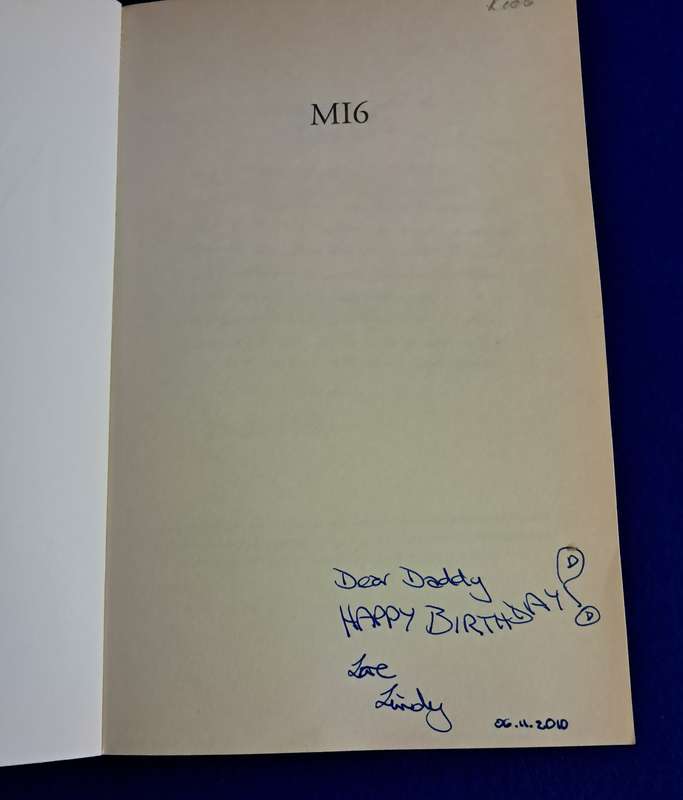 MI6
Dear Daddy
HAPPY BIRTHDAY!
D
D
Love
Lindy
06.11.2010